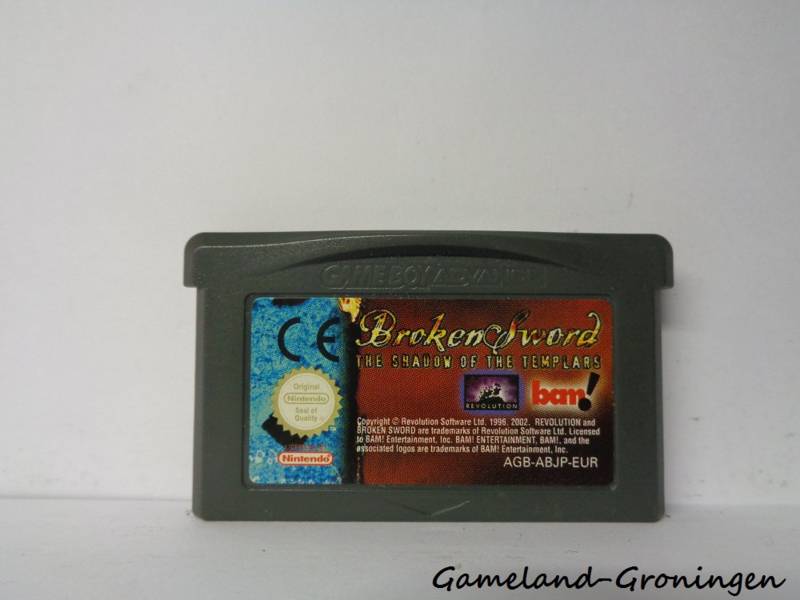 GAME BOY ADVANCE
CE
Broken Sword
THE SHADOW OF THE TEMPLARS
Original
Nintendo
Seal of
Quality
Nintendo
REVOLUTION
bam!
Copyright © Revolution Software Ltd. 1996, 2002. REVOLUTION and
BROKEN SWORD are trademarks of Revolution Software Ltd. Licensed
to BAM! Entertainment, Inc. BAM! ENTERTAINMENT, BAM!, and the
associated logos are trademarks of BAM! Entertainment, Inc.
AGB-ABJP-EUR
Gameland-Groningen